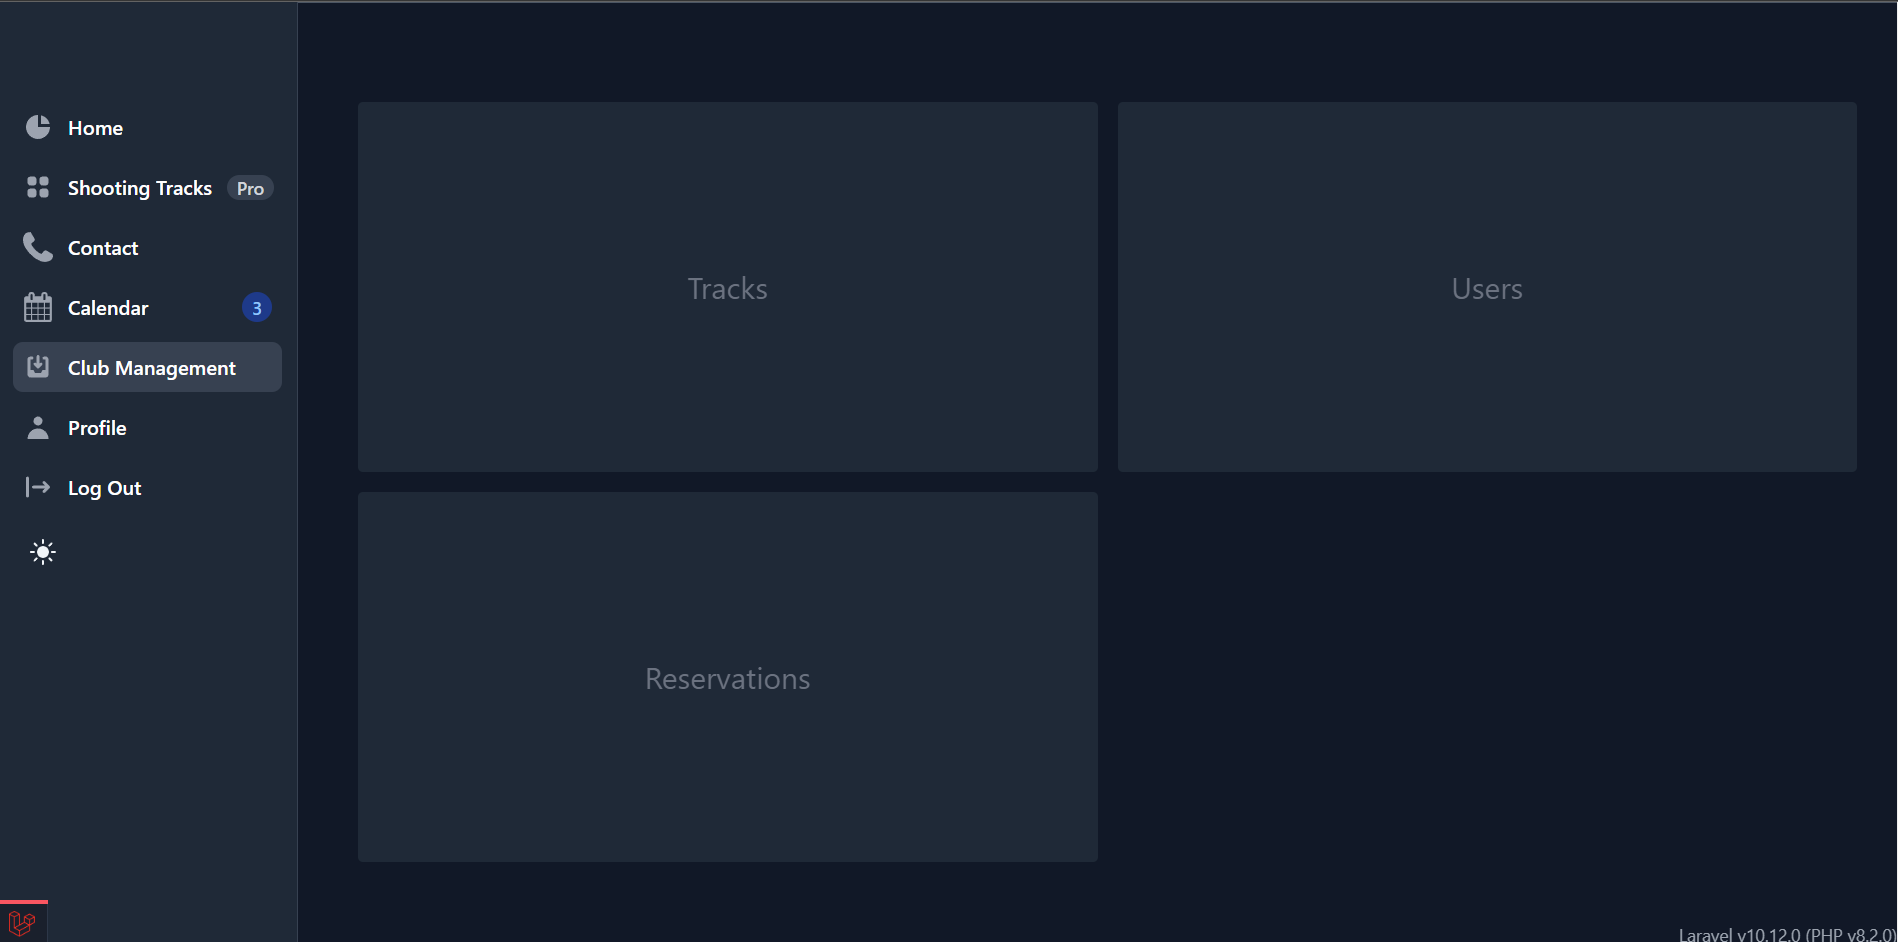 Home
Shooting Tracks Pro
Contact
Calendar 3
Club Management
Profile
Log Out
Tracks
Users
Reservations
Laravel v10.12.0 (PHP v8.2.0)